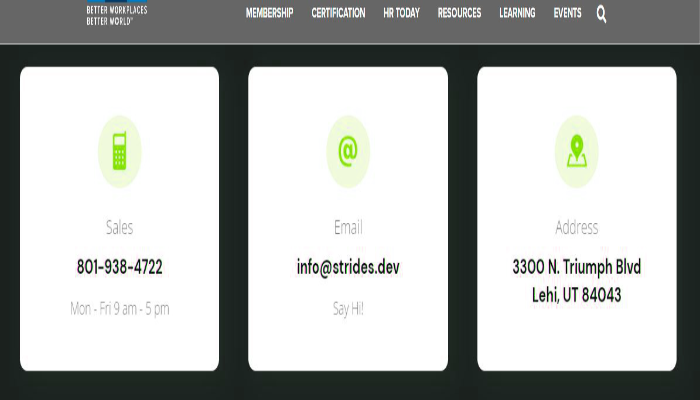 BETTER WORKPLACES
BETTER WORLD™
MEMBERSHIP CERTIFICATION HR TODAY RESOURCES LEARNING EVENTS
Sales
801-938-4722
Mon - Fri 9 am - 5 pm
@
Email
info@strides.dev
Say Hi!
Address
3300 N. Triumph Blvd
Lehi, UT 84043